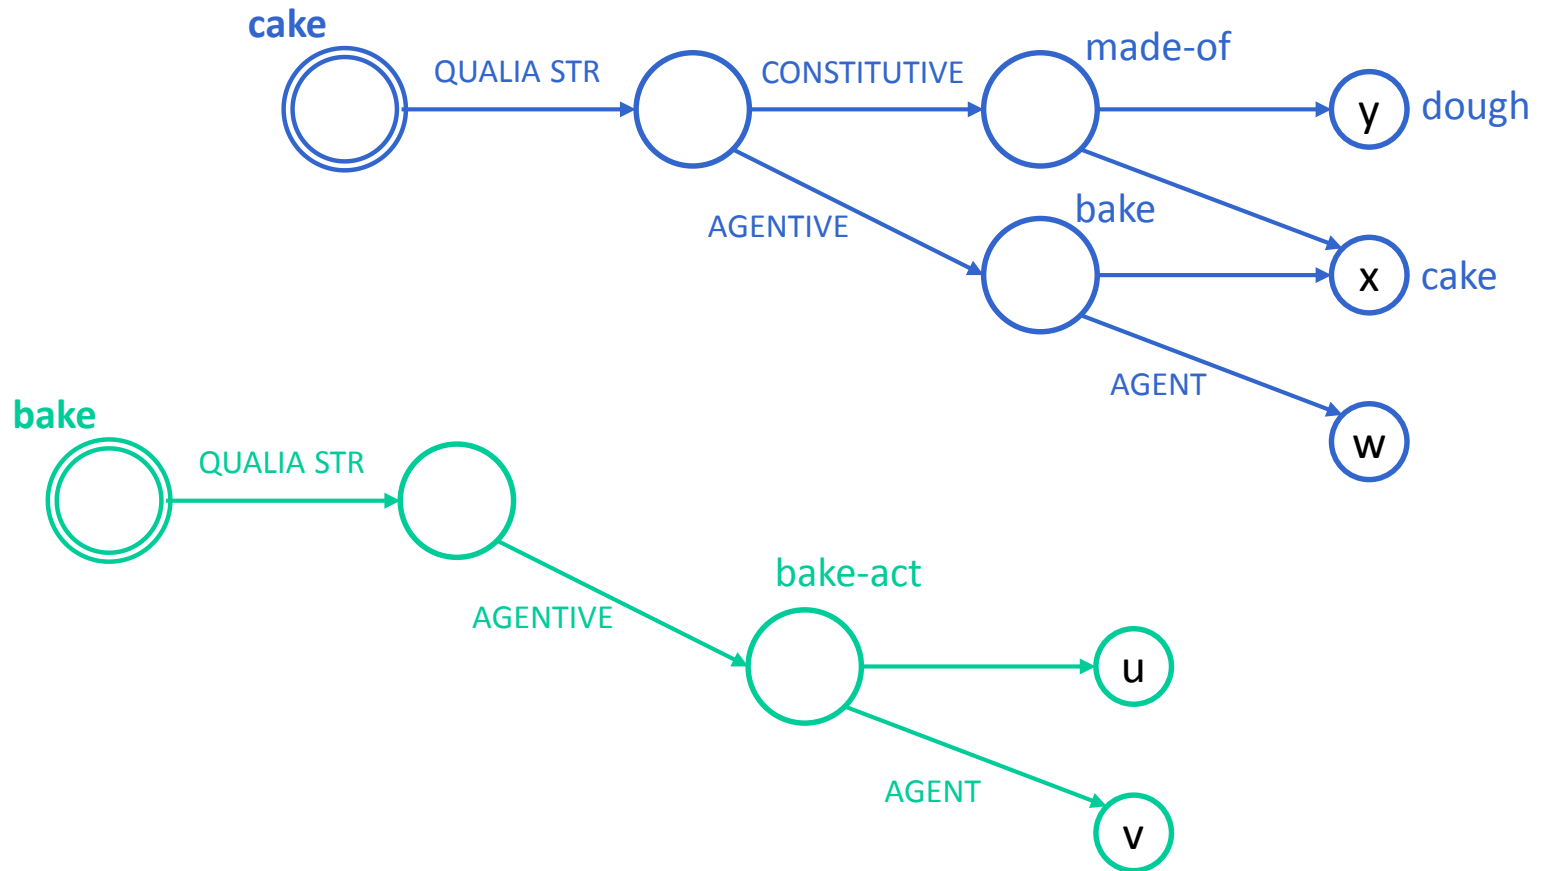 cake
QUALIA STR
CONSTITUTIVE
made-of
y
dough
AGENTIVE
bake
x
cake
AGENT
w
bake
QUALIA STR
AGENTIVE
bake-act
u
AGENT
v